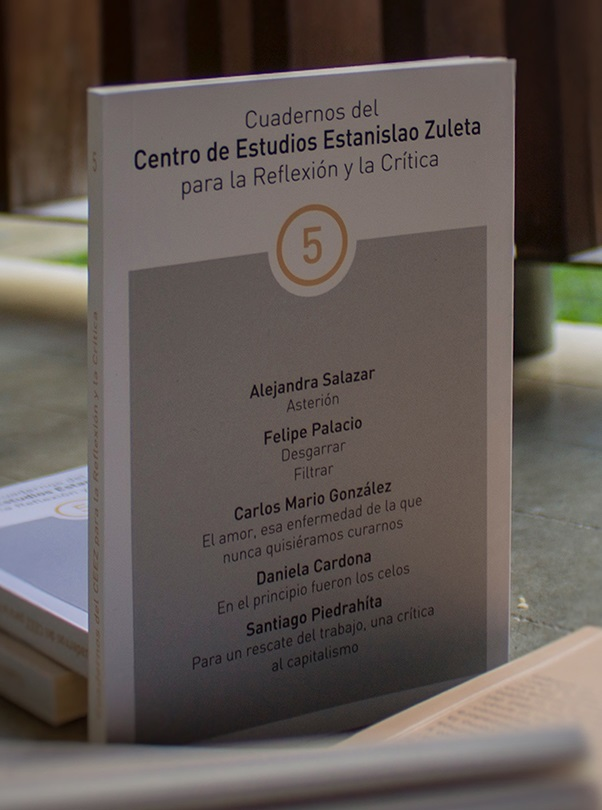 Cuadernos del
Centro de Estudios Estanislao Zuleta
para la Reflexión y la Crítica
5
Alejandra Salazar
Asterión
Felipe Palacio
Desgarrar
Filtrar
Carlos Mario González
El amor, esa enfermedad de la que
nunca quisiéramos curarnos
Daniela Cardona
En el principio fueron los celos
Santiago Piedrahíta
Para un rescate del trabajo, una crítica
al capitalismo
5
Cuadernos del CEEZ para la Reflexión y la Crítica